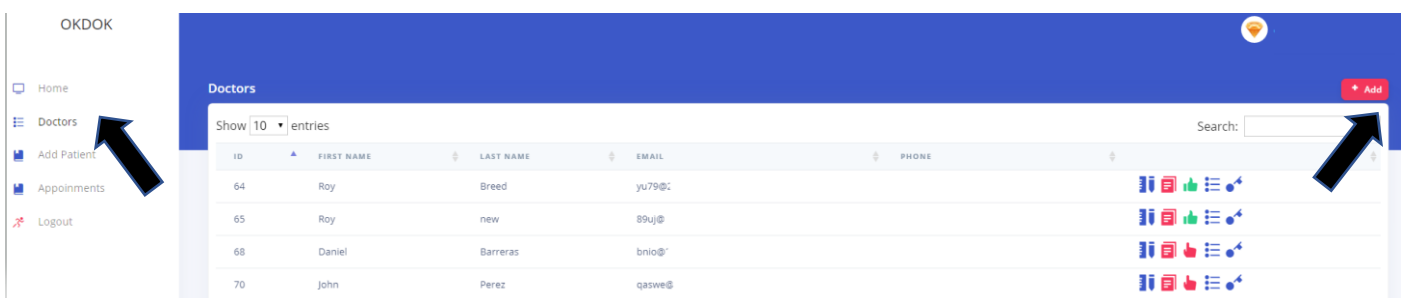 OKDOK
Home
Doctors
Add Patient
Appoinments
Logout
Doctors
+ Add
Show 10 entries
Search:
ID FIRST NAME LAST NAME EMAIL PHONE
64 Roy Breed yu79@
65 Roy new 89uj@
68 Daniel Barreras bnio@
70 John Perez qaswe@